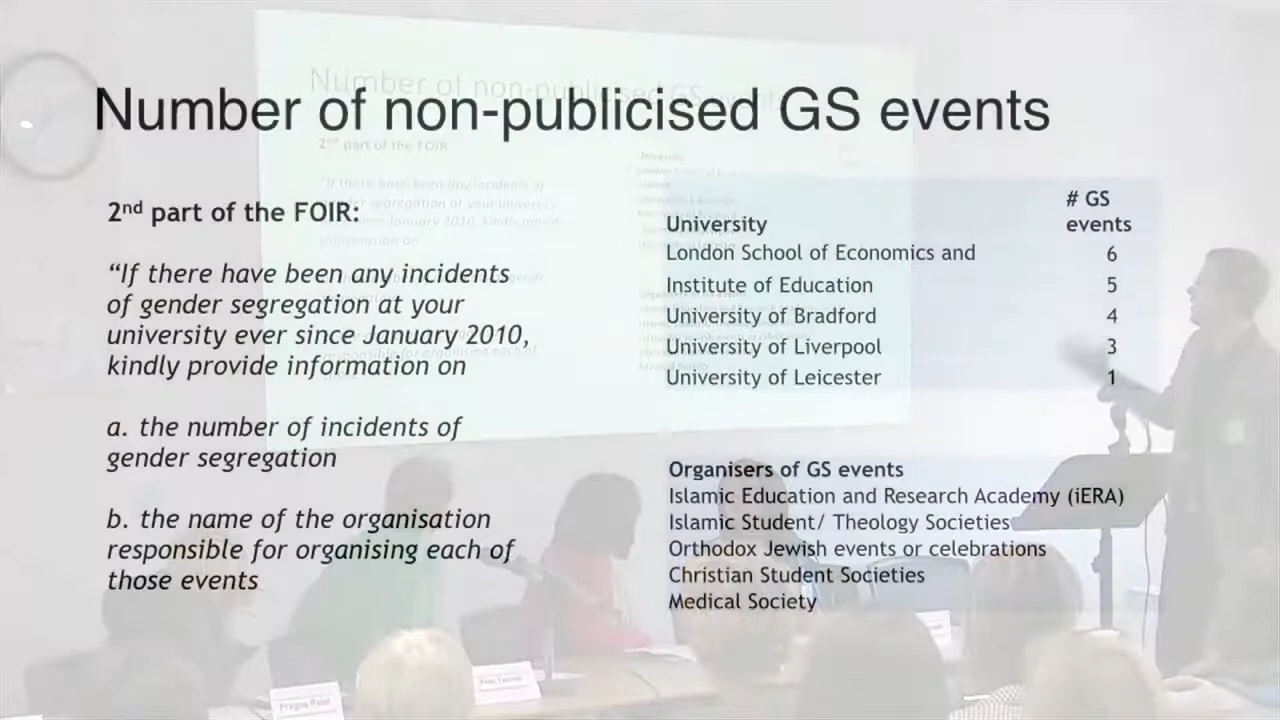 Number of non-publicised GS events
2nd part of the FOIR:
“If there have been any incidents
of gender segregation at your
university ever since January 2010,
kindly provide information on
a. the number of incidents of
gender segregation
b. the name of the organisation
responsible for organising each of
those events
# GS
events
University
London School of Economics and 6
Institute of Education 5
University of Bradford 4
University of Liverpool 3
University of Leicester 1
Organisers of GS events
Islamic Education and Research Academy (iERA)
Islamic Student/ Theology Societies
Orthodox Jewish events or celebrations
Christian Student Societies
Medical Society
Pragna Patel